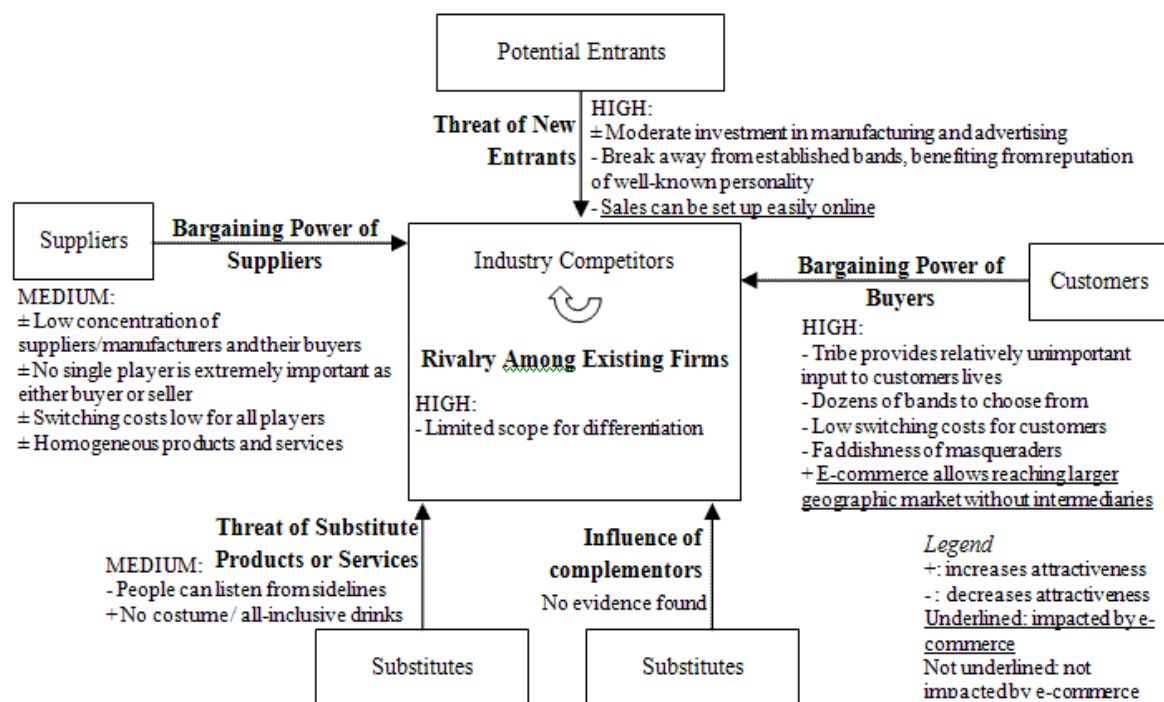 Potential Entrants
Threat of New
Entrants
HIGH:
± Moderate investment in manufacturing and advertising
- Break away from established bands, benefiting from reputation
of well-known personality
- Sales can be set up easily online
Suppliers
Bargaining Power of
Suppliers
MEDIUM:
± Low concentration of
suppliers/manufacturers and their buyers
± No single player is extremely important as
either buyer or seller
± Switching costs low for all players
± Homogeneous products and services
Industry Competitors
Rivalry Among Existing Firms
HIGH:
- Limited scope for differentiation
Bargaining Power of
Buyers
Customers
HIGH:
- Tribe provides relatively unimportant
input to customers lives
- Dozens of bands to choose from
- Low switching costs for customers
- Faddishness of masqueraders
+ E-commerce allows reaching larger
geographic market without intermediaries
Threat of Substitute
Products or Services
MEDIUM:
- People can listen from sidelines
+ No costume / all-inclusive drinks
Substitutes
Influence of
complementors
No evidence found
Substitutes
Legend
+: increases attractiveness
- : decreases attractiveness
Underlined: impacted by e-
commerce
Not underlined: not
impacted by e-commerce